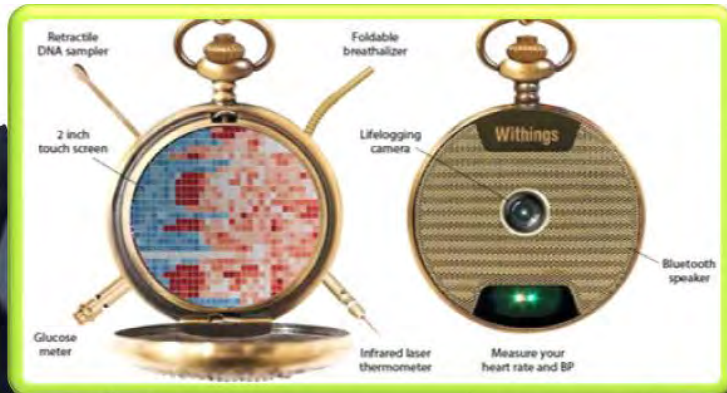 Retractile
DNA sampler
Foldable
breathalizer
2 inch
touch screen
Lifelogging
camera
Withings
Bluetooth
speaker
Glucose
meter
Infrared laser
thermometer
Measure your
heart rate and BP